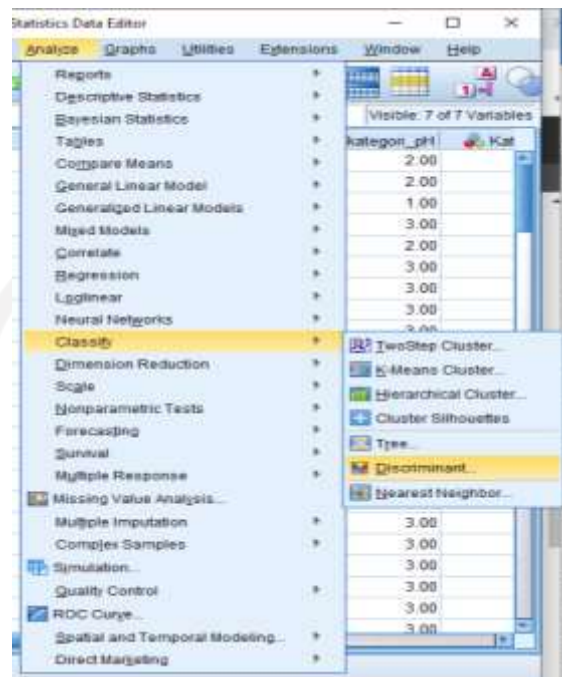 Statistics Data Editor
Analyze Graphs Utilities Extensions Window Help
Reports
Descriptive Statistics
Bayesian Statistics
Tables
Compare Means
General Linear Model
Generalized Linear Models
Mixed Models
Correlate
Regression
Loglinear
Neural Networks
Classify
Dimension Reduction
Scale
Nonparametric Tests
Forecasting
Survival
Multiple Response
Missing Value Analysis...
Multiple Imputation
Complex Samples
Simulation...
Quality Control
ROC Curve...
Spatial and Temporal Modeling...
Direct Marketing
TwoStep Cluster...
K-Means Cluster...
Hierarchical Cluster...
Cluster Silhouettes
Tree...
Discriminant...
Nearest Neighbor...
Visible: 7 of 7 Variables
kategori_pH Kat
2.00
2.00
1.00
3.00
2.00
3.00
3.00
3.00
3.00
3.00
3.00
3.00
3.00
3.00
3.00